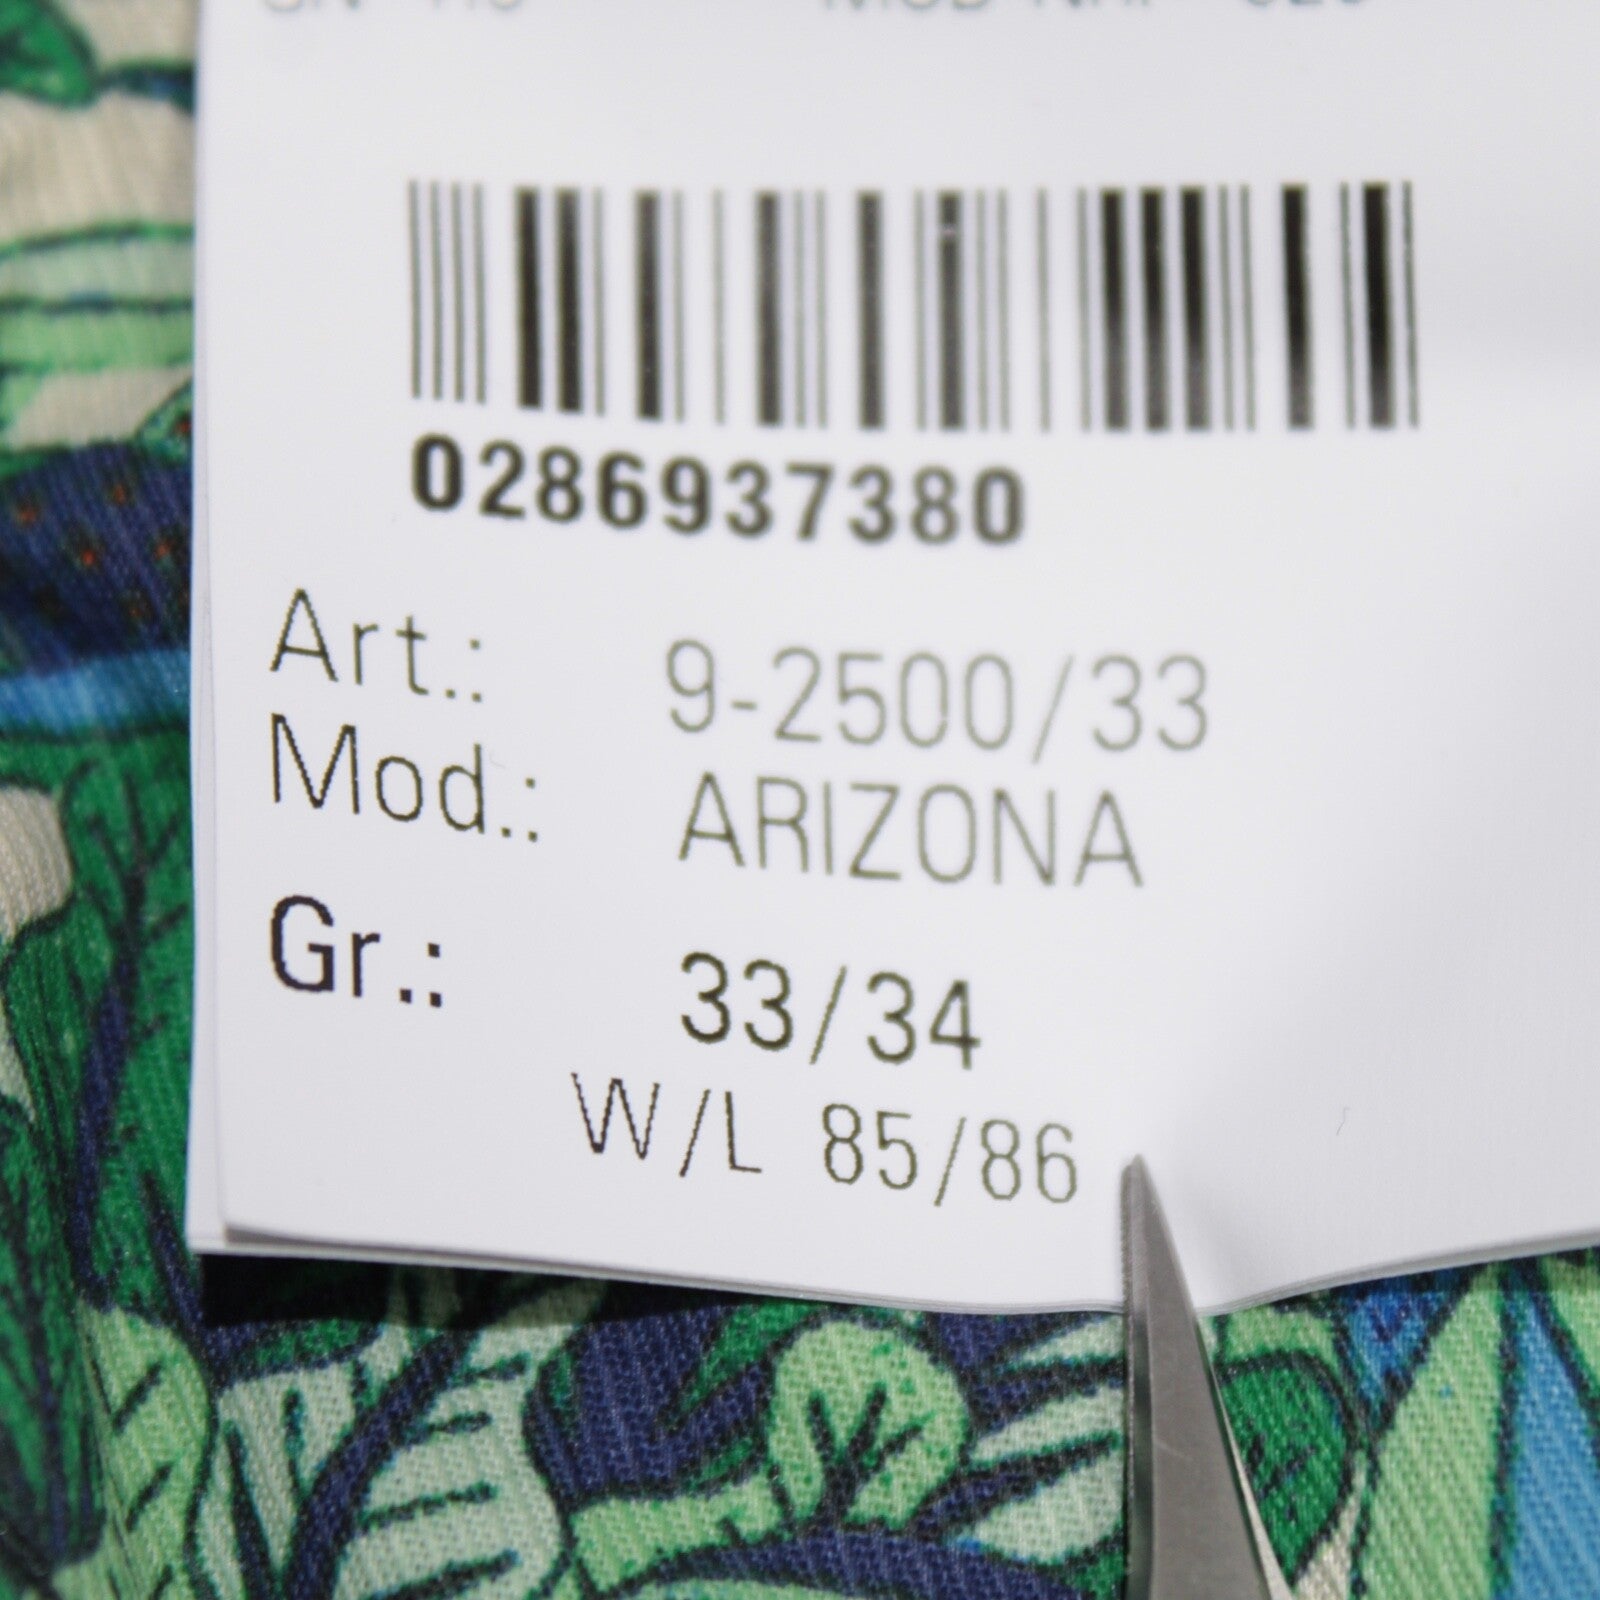 0286937380
Art.: 9-2500/33
Mod.: ARIZONA
Gr.: 33/34
W/L 85/86